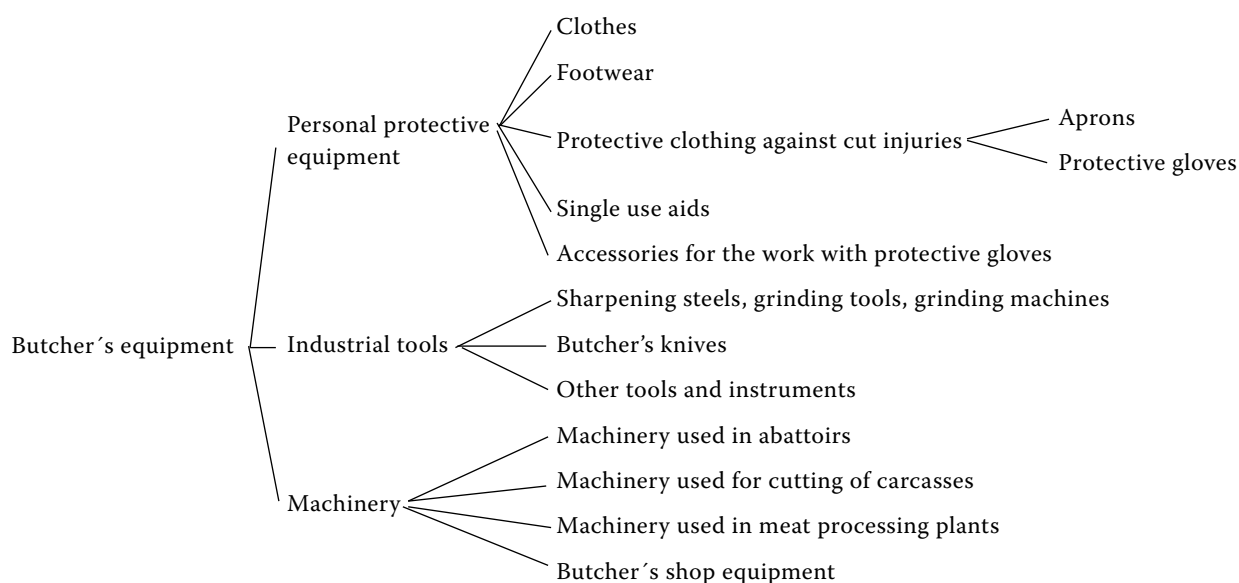 Clothes
Footwear
Personal protective
equipment
Protective clothing against cut injuries
Aprons
Protective gloves
Single use aids
Accessories for the work with protective gloves
Sharpening steels, grinding tools, grinding machines
Butcher´s equipment
Industrial tools
Butcher’s knives
Other tools and instruments
Machinery used in abattoirs
Machinery used for cutting of carcasses
Machinery
Machinery used in meat processing plants
Butcher´s shop equipment